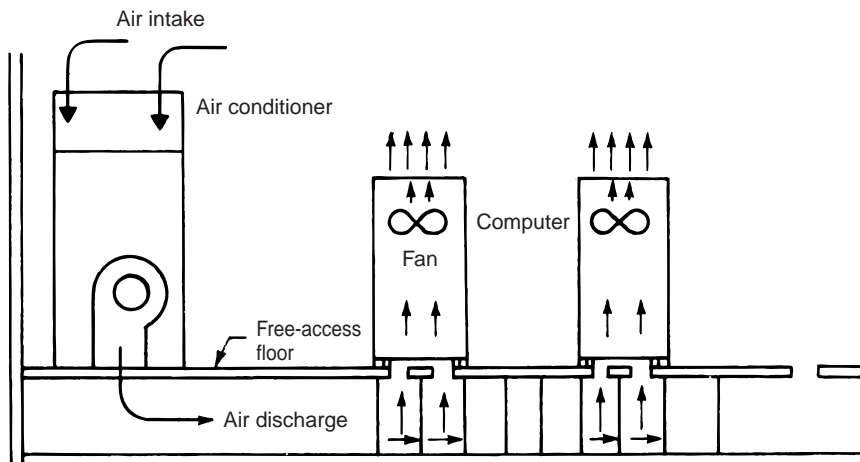 Air intake
Air conditioner
Computer
Fan
Free-access
floor
Air discharge